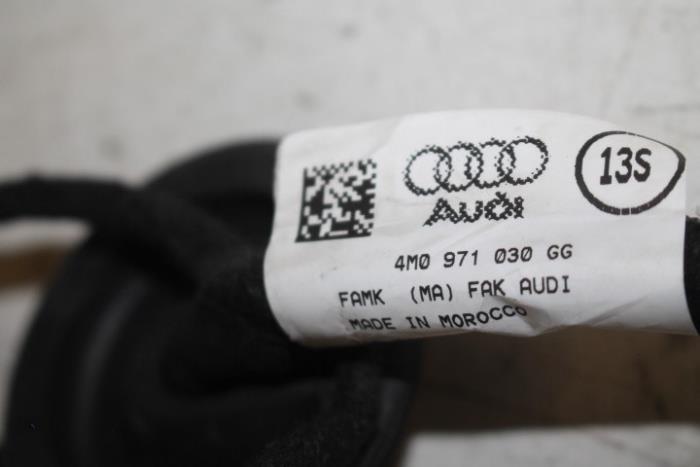 13S
Audi
4M0 971 030 GG
FAMK (MA) FAK AUDI
MADE IN MOROCCO